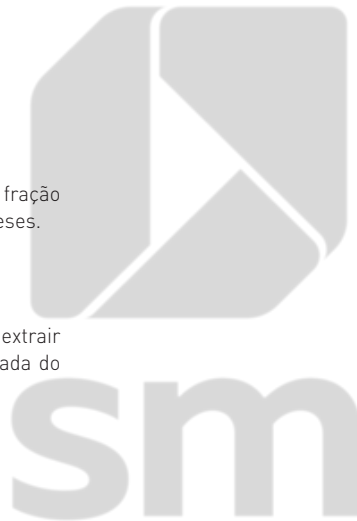 fração
eses.
extrair
ada do
sm